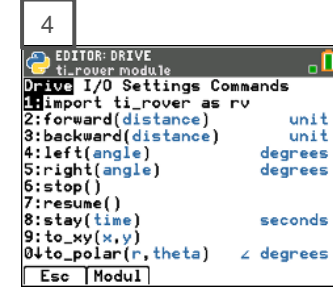 4
EDITOR: DRIVE
ti_rover module
Drive I/O Settings Commands
1:import ti_rover as rv
2:forward(distance) unit
3:backward(distance) unit
4:left(angle) degrees
5:right(angle) degrees
6:stop()
7:resume()
8:stay(time) seconds
9:to_xy(x,y)
0↓to_polar(r,theta) ∠ degrees
Esc Modul